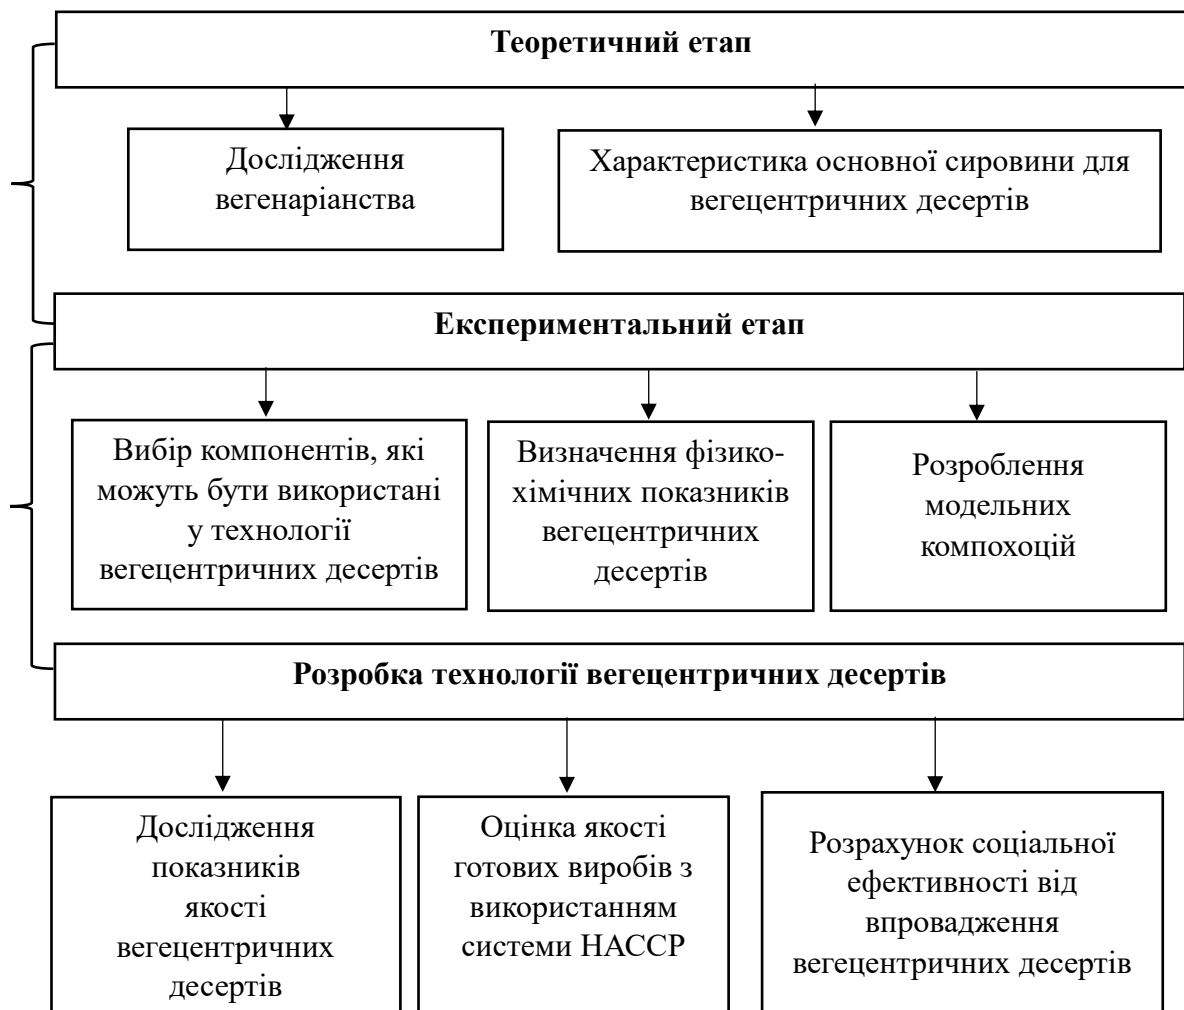 Теоретичний етап
Дослідження
вегенаріанства
Характеристика основної сировини для
вегецентричних десертів
Експериментальний етап
Вибір компонентів, які
можуть бути використані
у технології
вегецентричних десертів
Визначення фізико-
хімічних показників
вегецентричних
десертів
Розроблення
модельних
компохоцій
Розробка технології вегецентричних десертів
Дослідження
показників
якості
вегецентричних
десертів
Оцінка якості
готових виробів з
використанням
системи НАССР
Розрахунок соціальної
ефективності від
впровадження
вегецентричних десертів